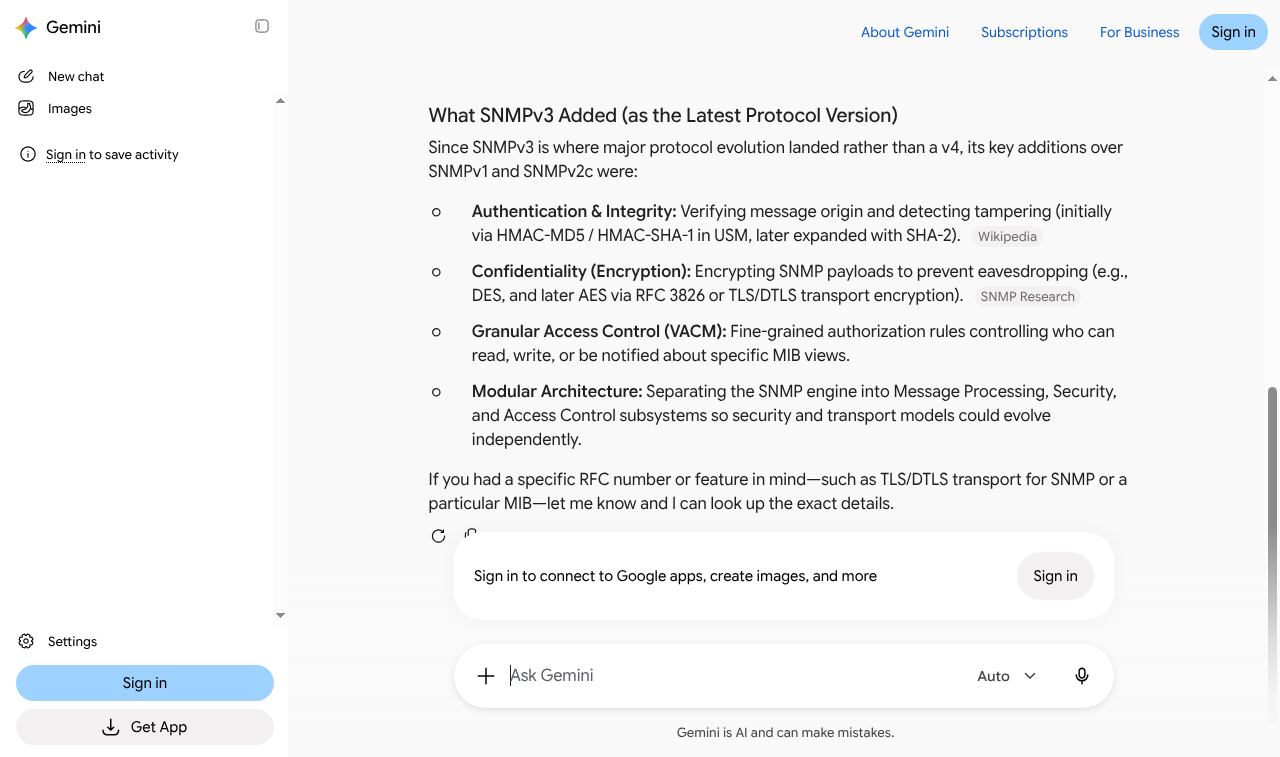 Gemini
New chat
Images
Sign in to save activity
Settings
Sign in
Get App
About Gemini
Subscriptions
For Business
Sign in
What SNMPv3 Added (as the Latest Protocol Version)
Since SNMPv3 is where major protocol evolution landed rather than a v4, its key additions over
SNMPv1 and SNMPv2c were:
Authentication & Integrity: Verifying message origin and detecting tampering (initially
via HMAC-MD5 / HMAC-SHA-1 in USM, later expanded with SHA-2). Wikipedia
Confidentiality (Encryption): Encrypting SNMP payloads to prevent eavesdropping (e.g.,
DES, and later AES via RFC 3826 or TLS/DTLS transport encryption). SNMP Research
Granular Access Control (VACM): Fine-grained authorization rules controlling who can
read, write, or be notified about specific MIB views.
Modular Architecture: Separating the SNMP engine into Message Processing, Security,
and Access Control subsystems so security and transport models could evolve
independently.
If you had a specific RFC number or feature in mind—such as TLS/DTLS transport for SNMP or a
particular MIB—let me know and I can look up the exact details.
Sign in to connect to Google apps, create images, and more
Sign in
Ask Gemini
Auto
Gemini is AI and can make mistakes.